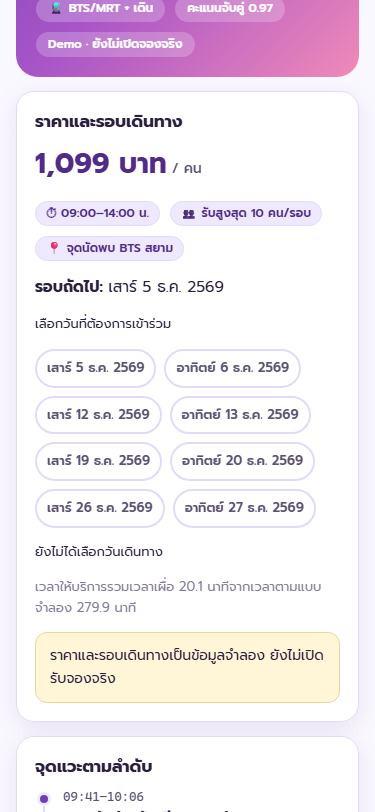 BTS/MRT + เดิน
คะแนนจับคู่ 0.97
Demo · ยังไม่เปิดจองจริง
ราคาและรอบเดินทาง
1,099 บาท / คน
09:00–14:00 น.
รับสูงสุด 10 คน/รอบ
จุดนัดพบ BTS สยาม
รอบถัดไป: เสาร์ 5 ธ.ค. 2569
เลือกวันที่ต้องการเข้าร่วม
เสาร์ 5 ธ.ค. 2569
อาทิตย์ 6 ธ.ค. 2569
เสาร์ 12 ธ.ค. 2569
อาทิตย์ 13 ธ.ค. 2569
เสาร์ 19 ธ.ค. 2569
อาทิตย์ 20 ธ.ค. 2569
เสาร์ 26 ธ.ค. 2569
อาทิตย์ 27 ธ.ค. 2569
ยังไม่ได้เลือกวันเดินทาง
เวลาให้บริการรวมเวลาเผื่อ 20.1 นาทีจากเวลาตามแบบ
จำลอง 279.9 นาที
ราคาและรอบเดินทางเป็นข้อมูลจำลอง ยังไม่เปิด
รับจองจริง
จุดแวะตามลำดับ
09:41–10:06